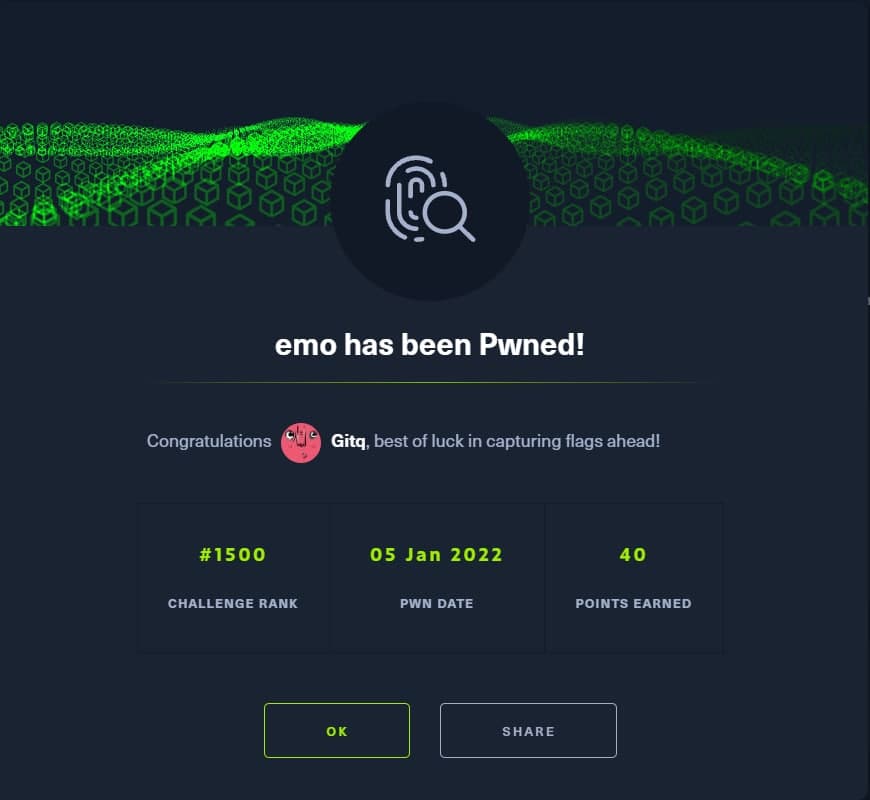 emo has been Pwned!
Congratulations Gitq, best of luck in capturing flags ahead!
#1500 05 Jan 2022 40
CHALLENGE RANK PWN DATE POINTS EARNED
OK SHARE